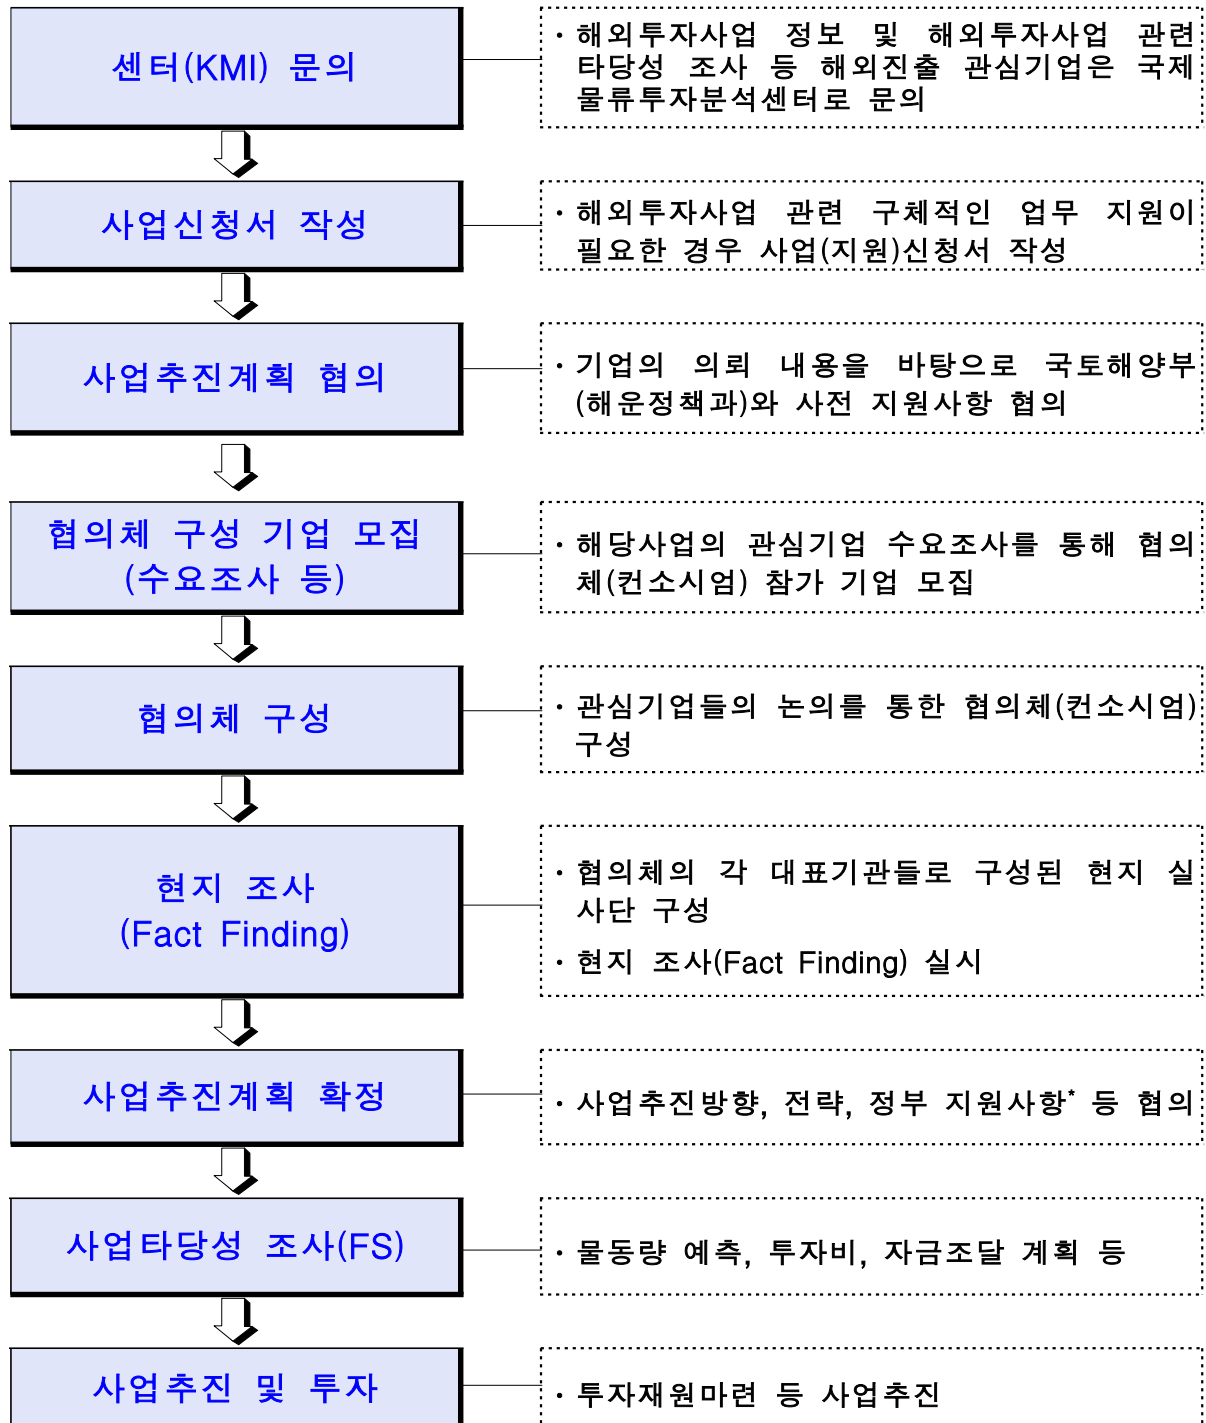 센터(KMI) 문의
· 해외투자사업 정보 및 해외투자사업 관련
타당성 조사 등 해외진출 관심기업은 국제
물류투자분석센터로 문의
사업신청서 작성
· 해외투자사업 관련 구체적인 업무 지원이
필요한 경우 사업(지원)신청서 작성
사업추진계획 협의
· 기업의 의뢰 내용을 바탕으로 국토해양부
(해운정책과)와 사전 지원사항 협의
협의체 구성 기업 모집
(수요조사 등)
· 해당사업의 관심기업 수요조사를 통해 협의
체(컨소시엄) 참가 기업 모집
협의체 구성
· 관심기업들의 논의를 통한 협의체(컨소시엄)
구성
현지 조사
(Fact Finding)
· 협의체의 각 대표기관들로 구성된 현지 실
사단 구성
· 현지 조사(Fact Finding) 실시
사업추진계획 확정
· 사업추진방향, 전략, 정부 지원사항* 등 협의
사업타당성 조사(FS)
· 물동량 예측, 투자비, 자금조달 계획 등
사업추진 및 투자
· 투자재원마련 등 사업추진